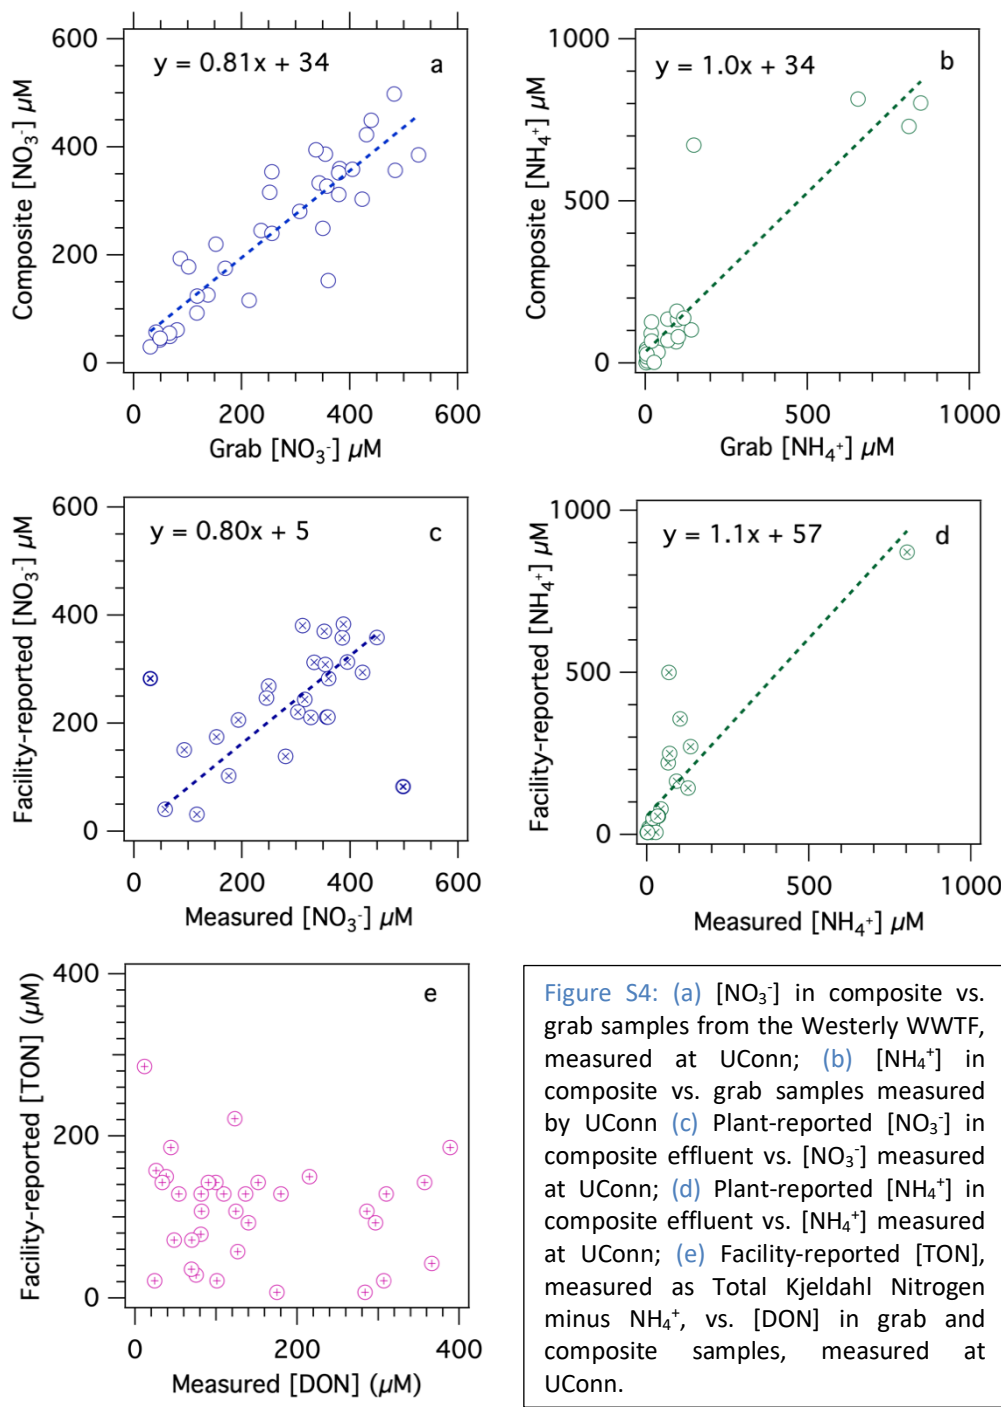 y = 0.81x + 34
a
Composite [NO₃⁻] µM
600
400
200
0
0 200 400 600
Grab [NO₃⁻] µM
y = 1.0x + 34
b
Composite [NH₄⁺] µM
1000
500
0
0 500 1000
Grab [NH₄⁺] µM
y = 0.80x + 5
c
Facility-reported [NO₃⁻] µM
600
400
200
0
0 200 400 600
Measured [NO₃⁻] µM
y = 1.1x + 57
d
Facility-reported [NH₄⁺] µM
1000
500
0
0 500 1000
Measured [NH₄⁺] µM
e
Facility-reported [TON] (µM)
400
200
0
0 200 400
Measured [DON] (µM)
Figure S4: (a) [NO₃⁻] in composite vs.
grab samples from the Westerly WWTF,
measured at UConn; (b) [NH₄⁺] in
composite vs. grab samples measured
by UConn (c) Plant-reported [NO₃⁻] in
composite effluent vs. [NO₃⁻] measured
at UConn; (d) Plant-reported [NH₄⁺] in
composite effluent vs. [NH₄⁺] measured
at UConn; (e) Facility-reported [TON],
measured as Total Kjeldahl Nitrogen
minus NH₄⁺, vs. [DON] in grab and
composite samples, measured at
UConn.